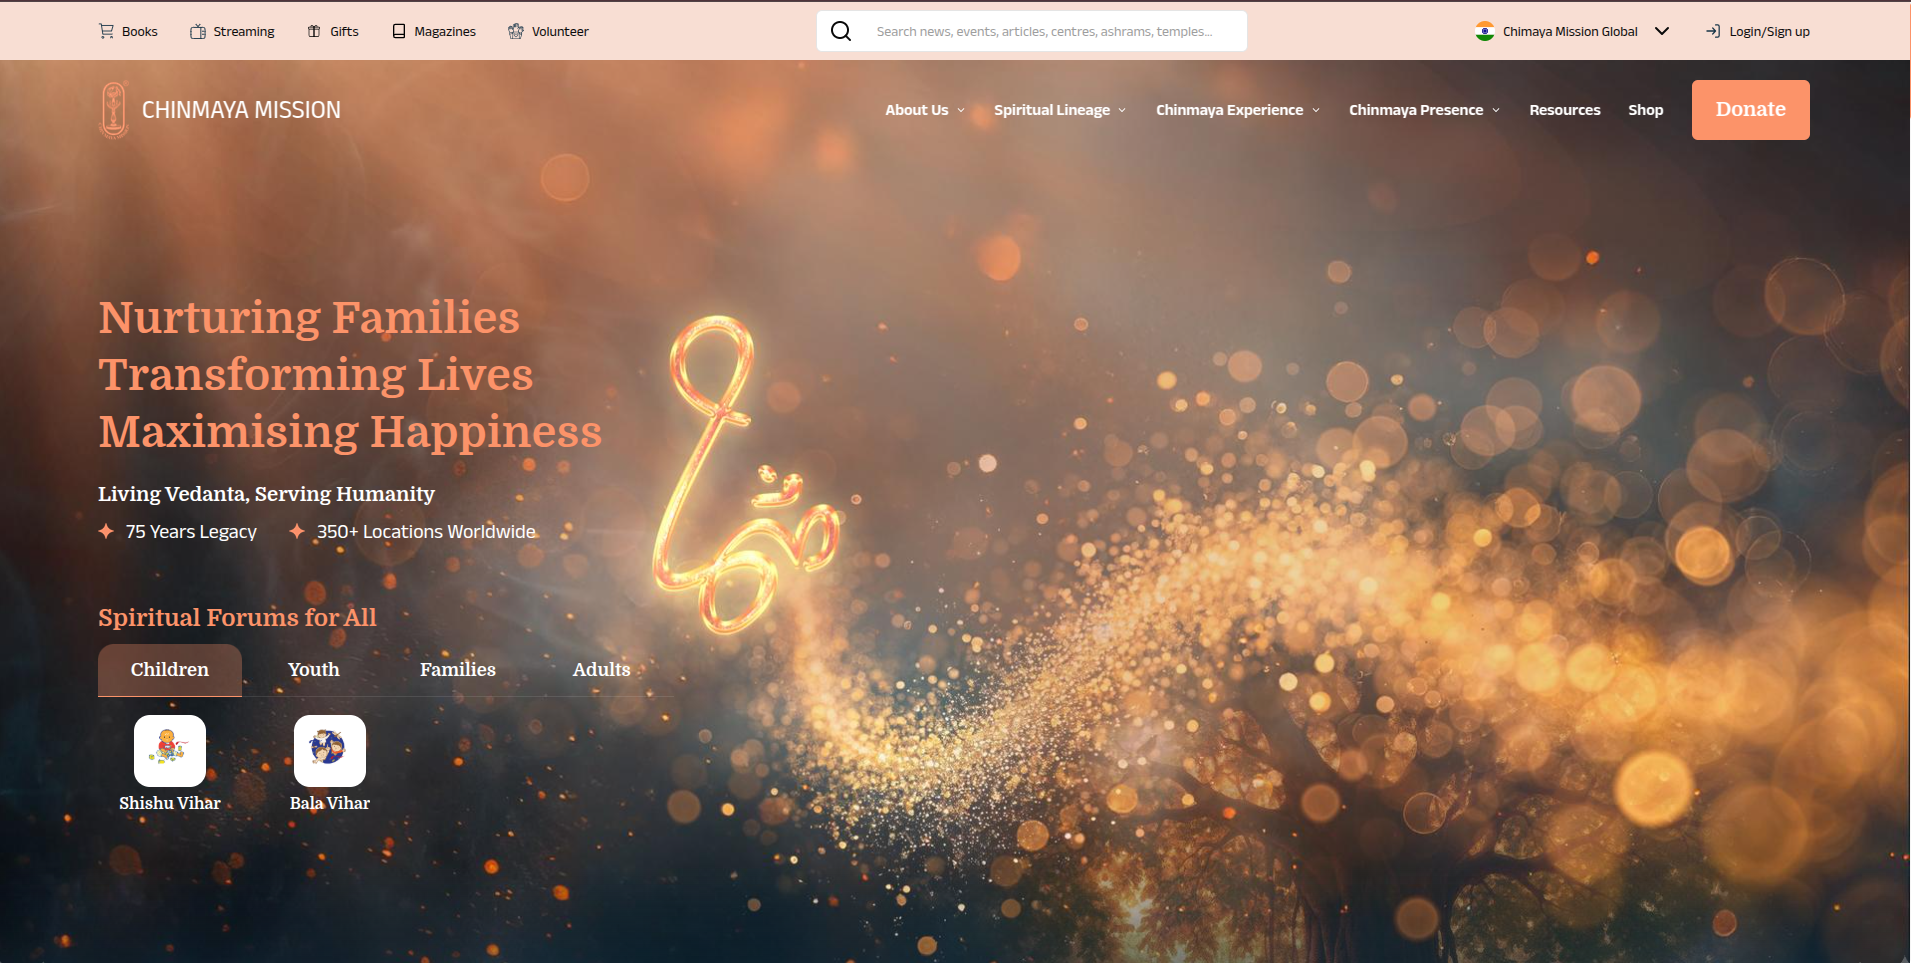 Books Streaming Gifts Magazines Volunteer Search news, events, articles, centres, ashrams, temples... Chimaya Mission Global Login/Sign up
CHINMAYA MISSION About Us Spiritual Lineage Chinmaya Experience Chinmaya Presence Resources Shop Donate
Nurturing Families
Transforming Lives
Maximising Happiness
Living Vedanta, Serving Humanity
75 Years Legacy 350+ Locations Worldwide
Spiritual Forums for All
Children Youth Families Adults
Shishu Vihar Bala Vihar